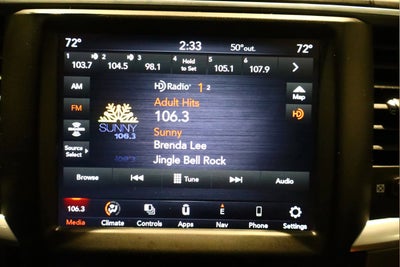 72° 2:33 50°out. 72°
1 2 3 4 5 6
103.7 104.5 98.1 Hold to Set 105.1 107.9
AM
HD Radio 1 2
Map
Adult Hits
FM
106.3
HD
SUNNY
106.3
Sunny
Brenda Lee
Source Select
Jingle Bell Rock
Browse Tune Audio
106.3 E
Media Climate Controls Apps Nav Phone Settings